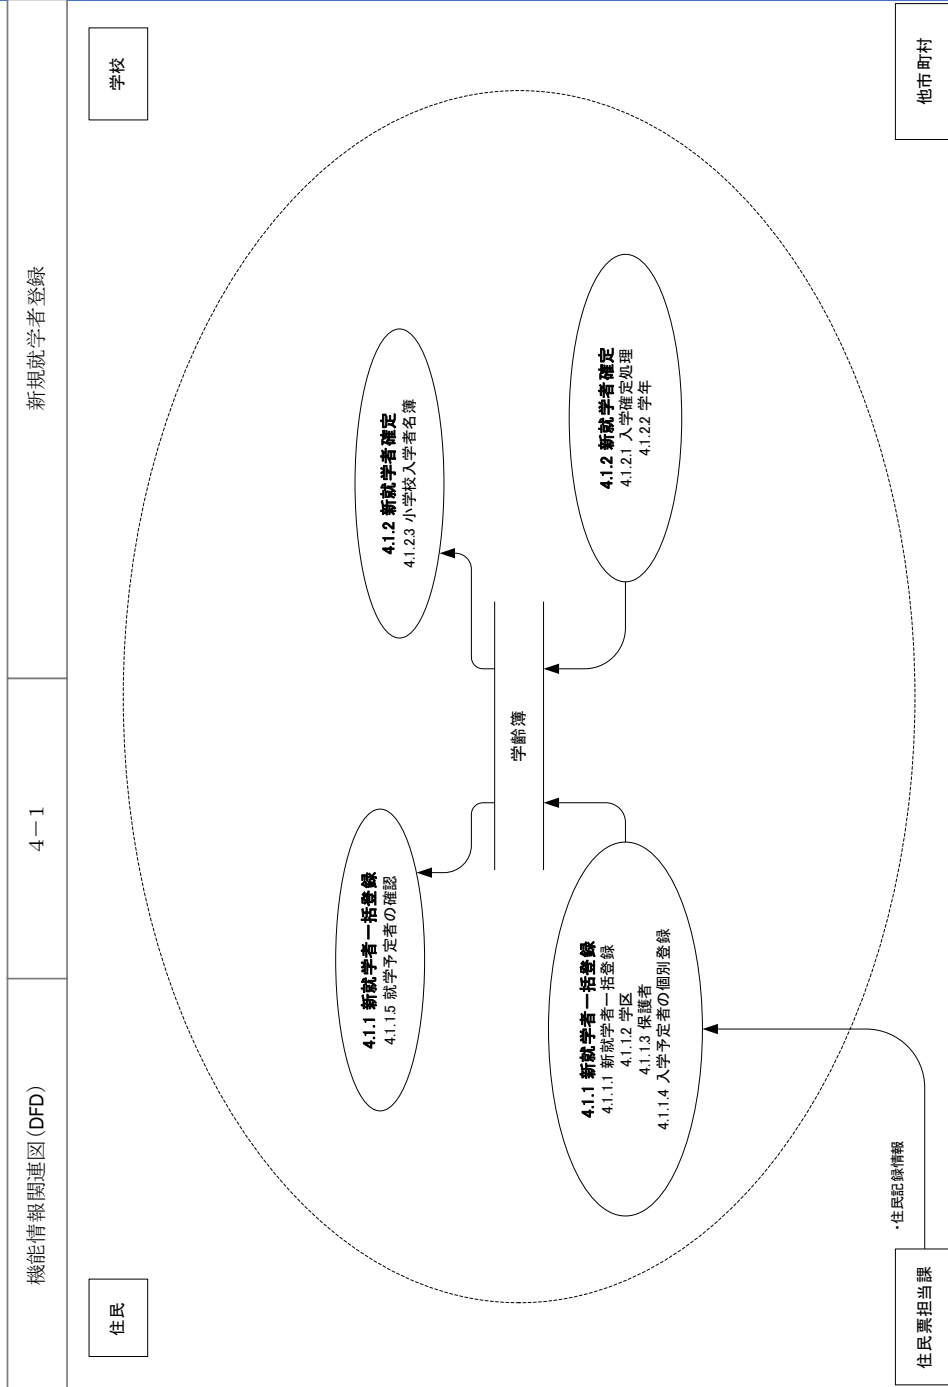 機能情報関連図(DFD)
4－1
新規就学者登録
住民
学校
4.1.1 新就学者一括登録
4.1.1.5 就学予定者の確認
4.1.2 新就学者確定
4.1.2.3 小学校入学者名簿
学齢簿
4.1.1 新就学者一括登録
4.1.1.1 新就学者一括登録
4.1.1.2 学区
4.1.1.3 保護者
4.1.1.4 入学予定者の個別登録
4.1.2 新就学者確定
4.1.2.1 入学確定処理
4.1.2.2 学年
・住民記録情報
住民票担当課
他市町村